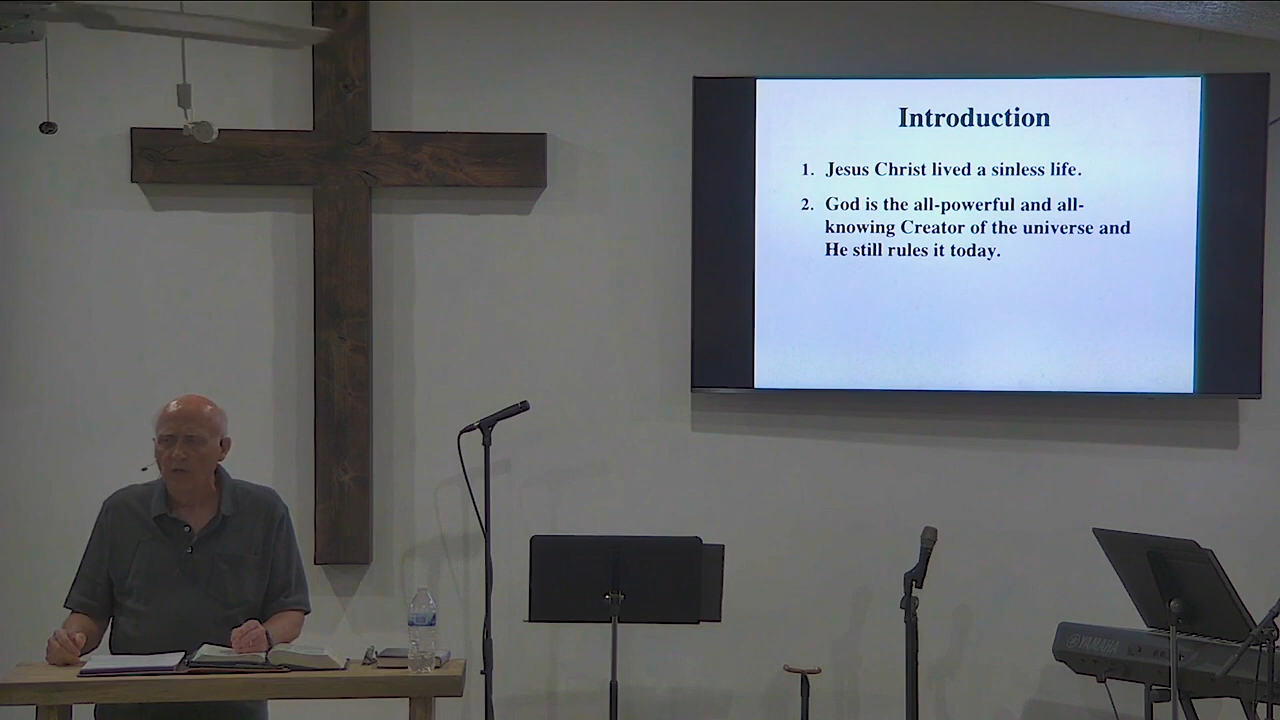 Introduction
1. Jesus Christ lived a sinless life.
2. God is the all-powerful and all-
knowing Creator of the universe and
He still rules it today.
YAMAHA